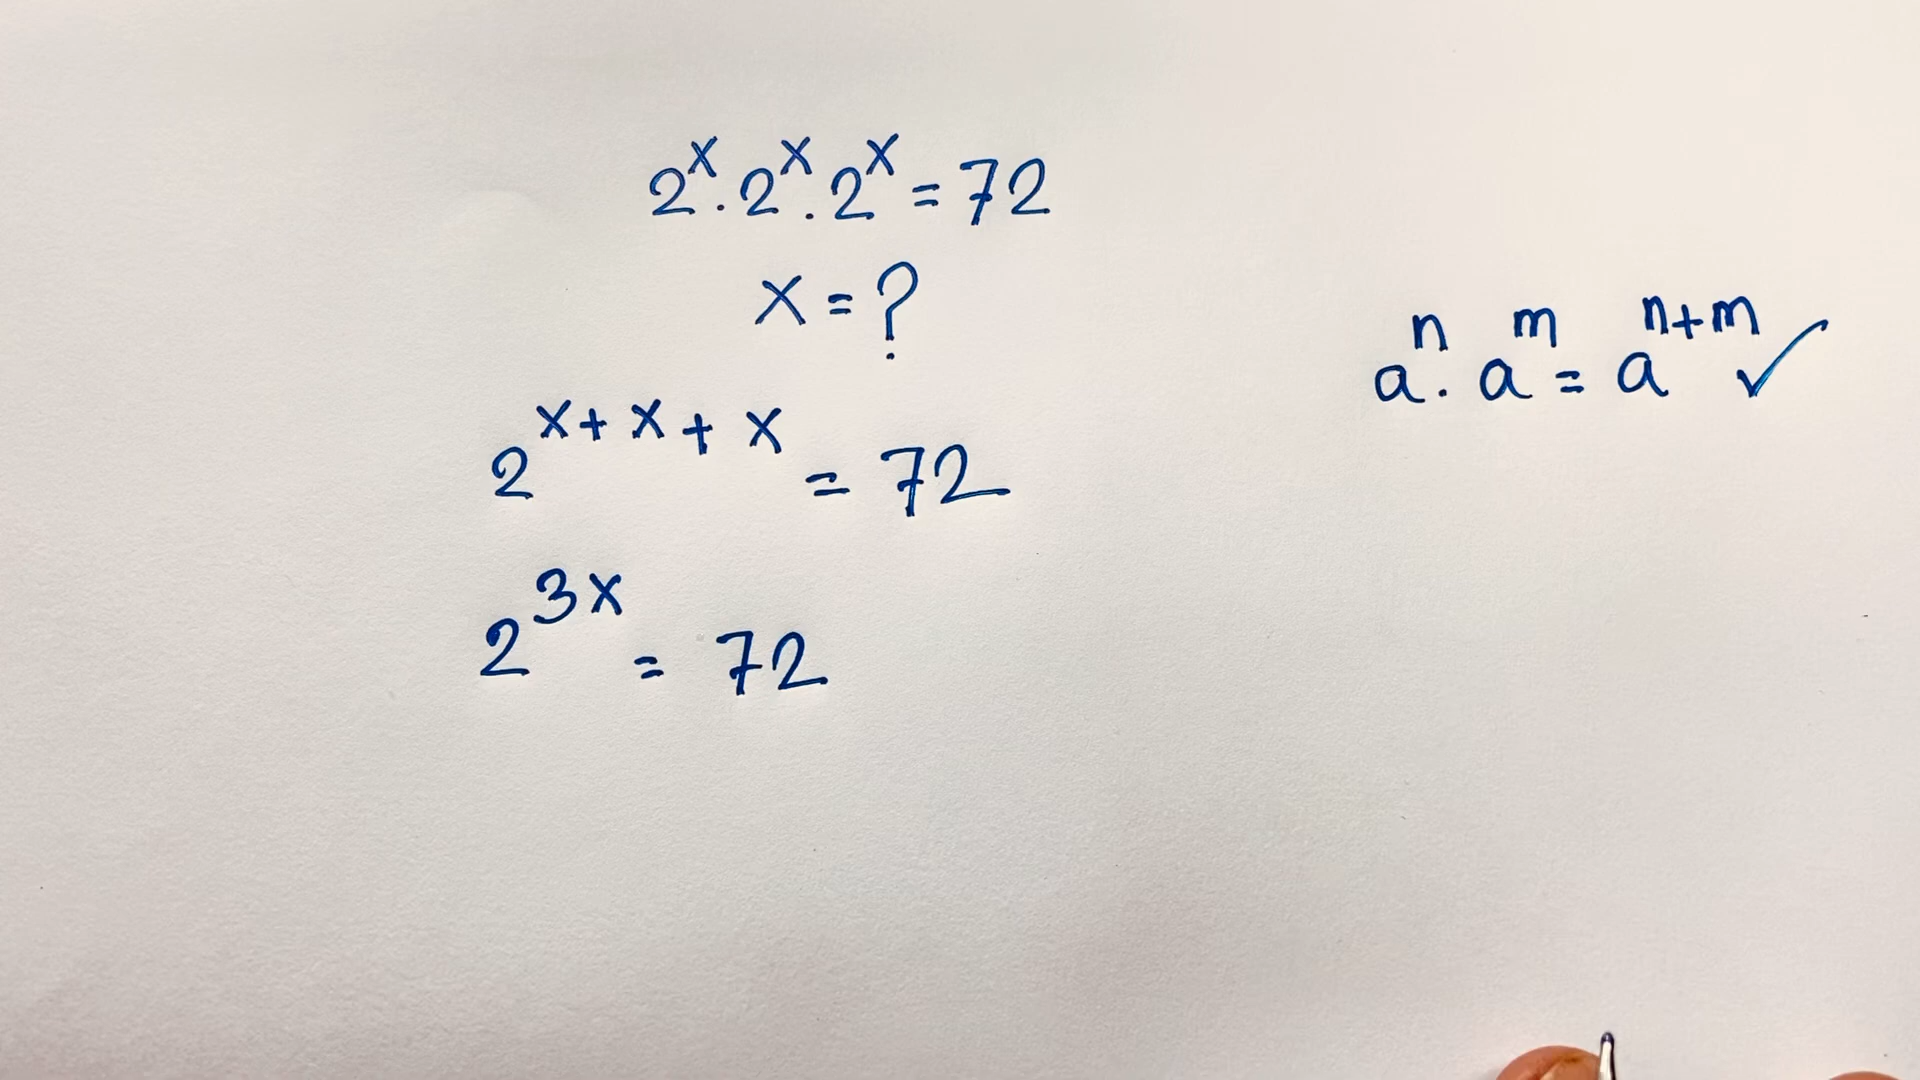 2^x . 2^x . 2^x = 72
x = ?
a^n . a^m = a^{n+m} ✓
2^{x+x+x} = 72
2^{3x} = 72